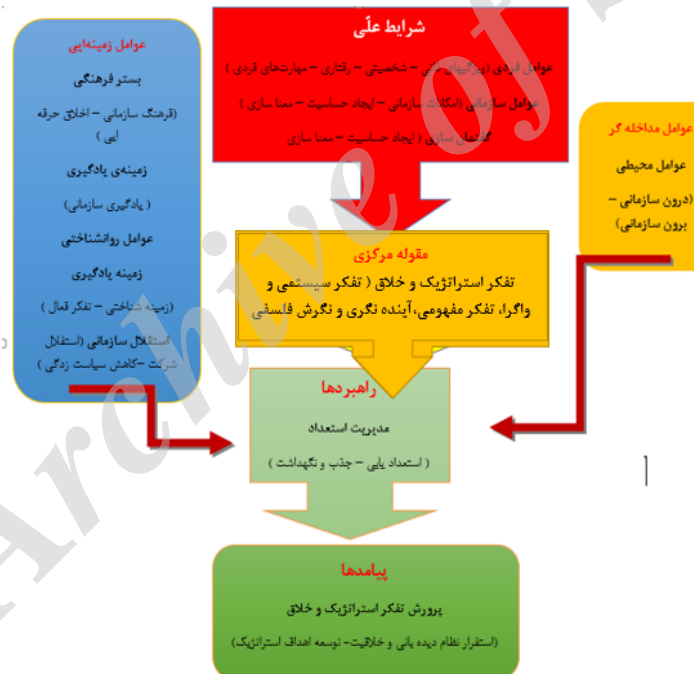 شرایط علّی
عوامل فردی (ویژگیهای ذاتی – شخصیتی – رفتاری – مهارت‌های فردی )
عوامل سازمانی (امکانات سازمانی – ایجاد حساسیت – معنا سازی )
گفتمان سازی ( ایجاد حساسیت – معنا سازی
عوامل مداخله گر
عوامل محیطی
(درون سازمانی –
برون سازمانی)
عوامل زمینه‌ایی
بستر فرهنگی
(فرهنگ سازمانی – اخلاق حرفه
ایی )
زمینه‌ی یادگیری
( یادگیری سازمانی)
عوامل روانشناختی
زمینه یادگیری
(زمینه شناختی – تفکر فعال )
استقلال سازمانی (استقلال
شرکت –کاهش سیاست زدگی )
مقوله مرکزی
تفکر استراتژیک و خلاق ( تفکر سیستمی و
واگرا، تفکر مفهومی،آینده نگری و نگرش فلسفی
راهبردها
مدیریت استعداد
( استعداد یابی – جذب و نگهداشت )
پیامدها
پرورش تفکر استراتژیک و خلاق
(استقرار نظام دیده بانی و خلاقیت- توسعه اهداف استراتژیک)
Archive of